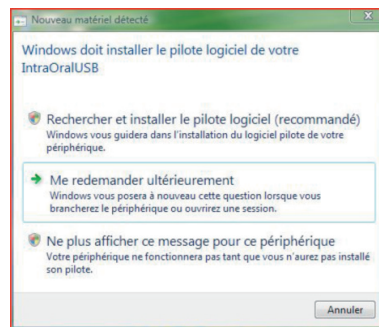 Nouveau matériel détecté
Windows doit installer le pilote logiciel de votre
IntraOralUSB
Rechercher et installer le pilote logiciel (recommandé)
Windows vous guidera dans l'installation du logiciel pilote de votre
périphérique.
Me redemander ultérieurement
Windows vous posera à nouveau cette question lorsque vous
brancherez le périphérique ou ouvrirez une session.
Ne plus afficher ce message pour ce périphérique
Votre périphérique ne fonctionnera pas tant que vous n'aurez pas installé
son pilote.
Annuler